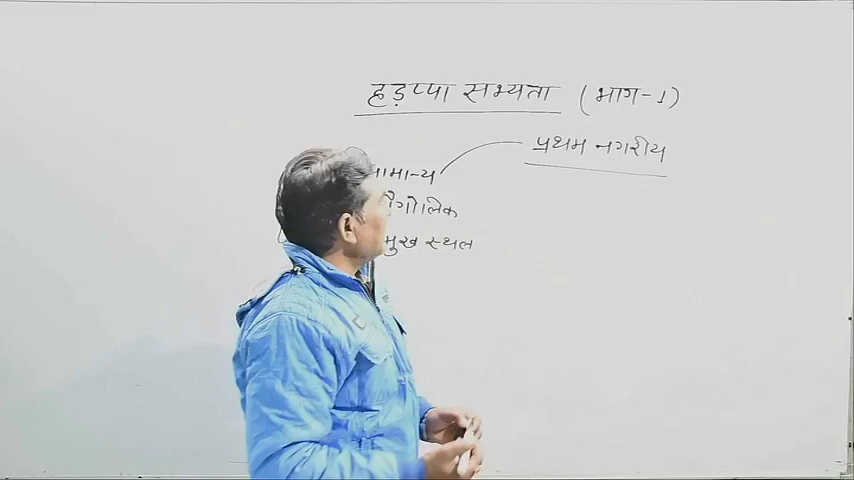 हड़प्पा सभ्यता (भाग-1)
प्रथम नगरीय
मामान्य
गौगोलिक
मुख स्थल